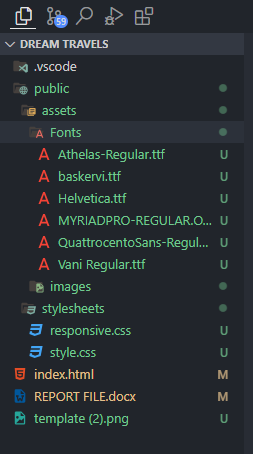 59
DREAM TRAVELS
.vscode
public
assets
Fonts
Athelas-Regular.ttf U
baskervi.ttf U
Helvetica.ttf U
MYRIADPRO-REGULAR.O... U
QuattrocentoSans-Regul... U
Vani Regular.ttf U
images
stylesheets
responsive.css U
style.css U
index.html M
REPORT FILE.docx M
template (2).png U